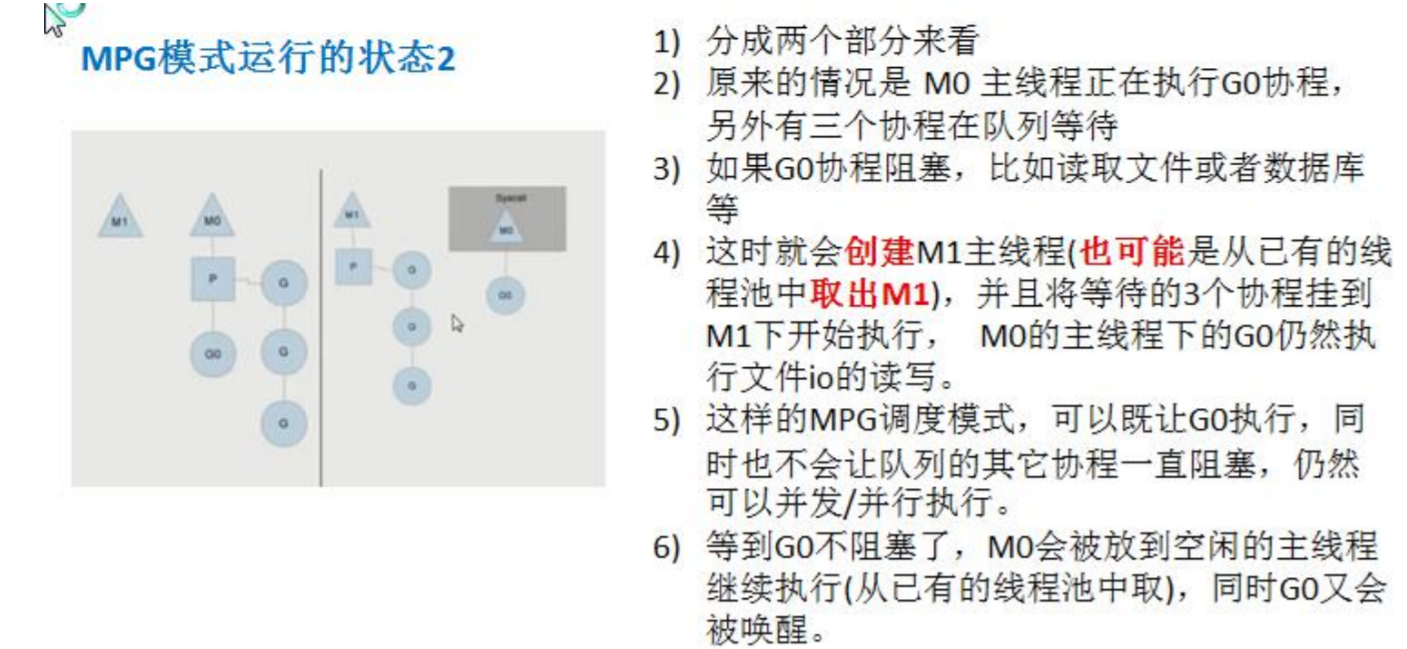 MPG模式运行的状态2
M1
M0
P
G
G0
G
G
M1
P
G
G
G
Syscall
M0
G0
1) 分成两个部分来看
2) 原来的情况是 M0 主线程正在执行G0协程，
另外有三个协程在队列等待
3) 如果G0协程阻塞，比如读取文件或者数据库
等
4) 这时就会创建M1主线程(也可能是从已有的线
程池中取出M1)，并且将等待的3个协程挂到
M1下开始执行， M0的主线程下的G0仍然执
行文件io的读写。
5) 这样的MPG调度模式，可以既让G0执行，同
时也不会让队列的其它协程一直阻塞，仍然
可以并发/并行执行。
6) 等到G0不阻塞了，M0会被放到空闲的主线程
继续执行(从已有的线程池中取)，同时G0又会
被唤醒。